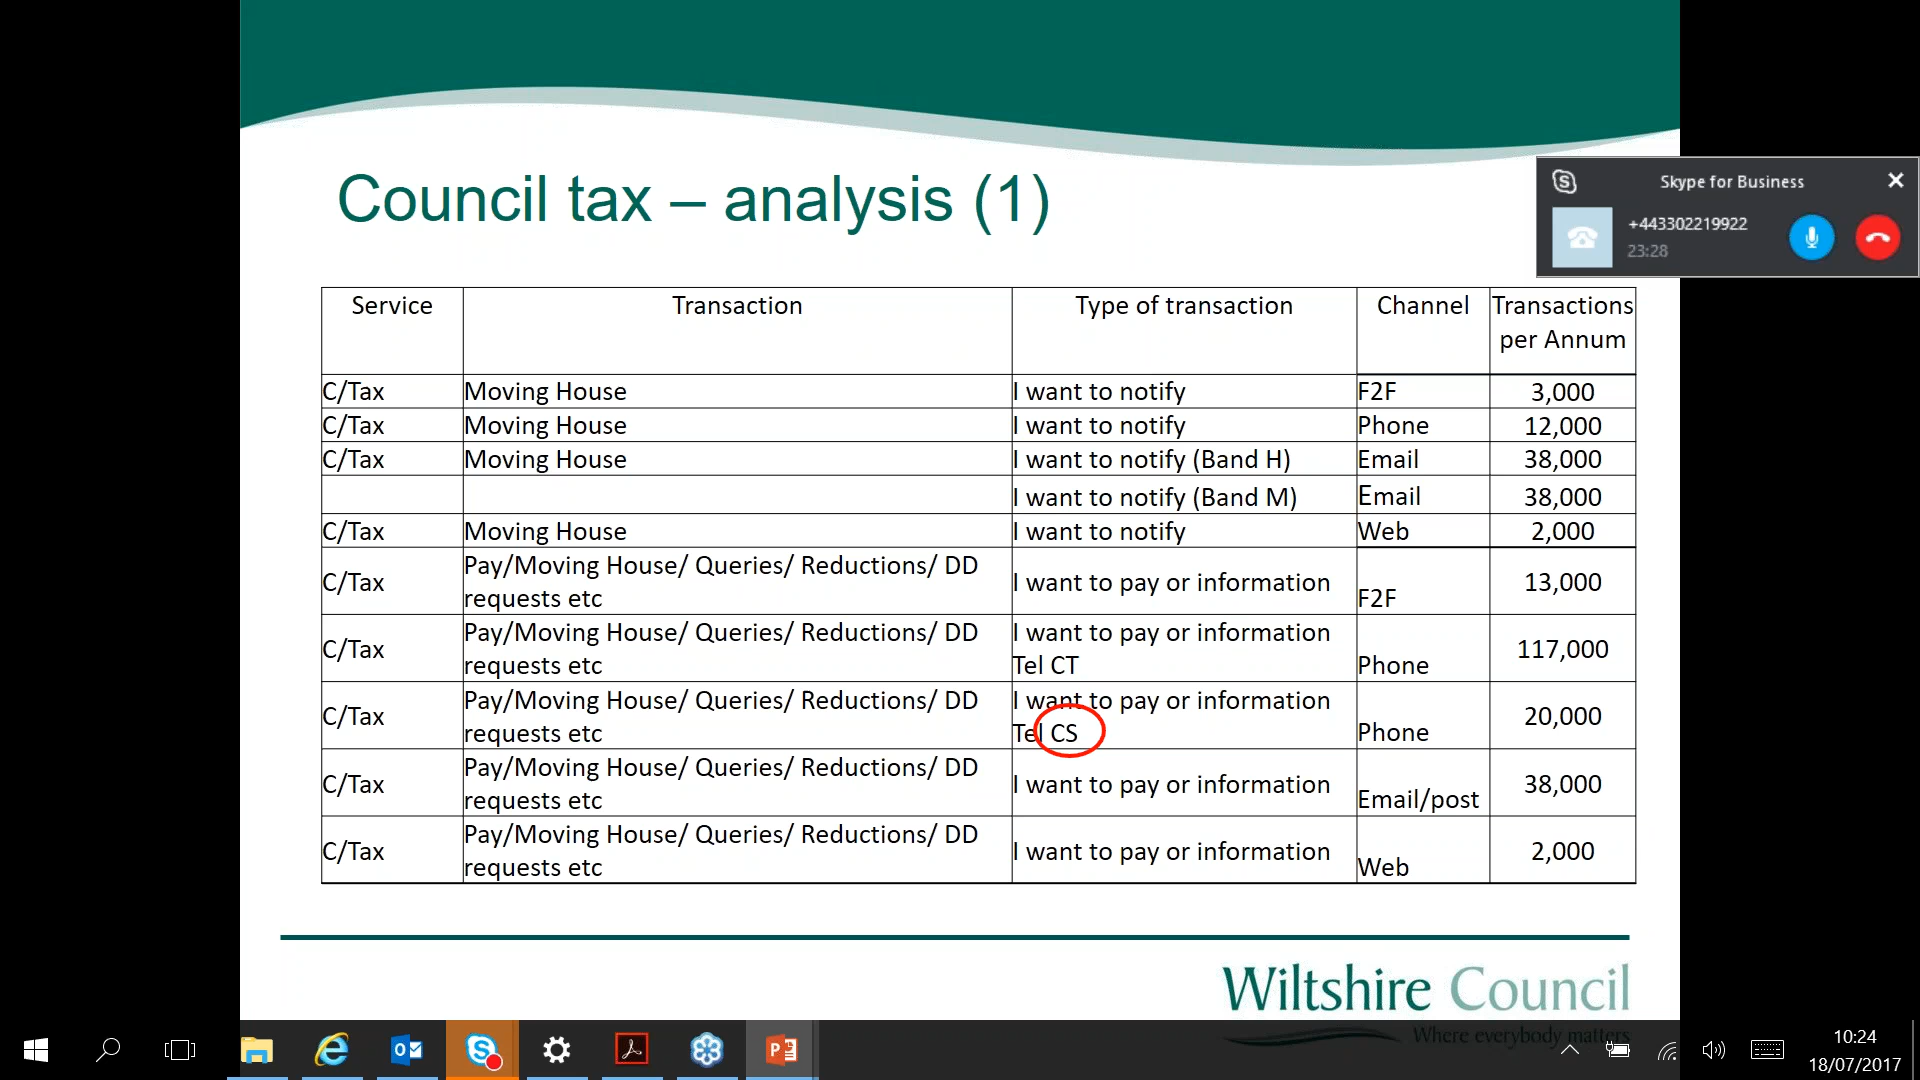 Council tax – analysis (1)
Skype for Business
+443302219922
23:28
Service Transaction Type of transaction Channel Transactions per Annum
C/Tax Moving House I want to notify F2F 3,000
C/Tax Moving House I want to notify Phone 12,000
C/Tax Moving House I want to notify (Band H) Email 38,000
I want to notify (Band M) Email 38,000
C/Tax Moving House I want to notify Web 2,000
C/Tax Pay/Moving House/ Queries/ Reductions/ DD requests etc I want to pay or information F2F 13,000
C/Tax Pay/Moving House/ Queries/ Reductions/ DD requests etc I want to pay or information Tel CT Phone 117,000
C/Tax Pay/Moving House/ Queries/ Reductions/ DD requests etc I want to pay or information Tel CS Phone 20,000
C/Tax Pay/Moving House/ Queries/ Reductions/ DD requests etc I want to pay or information Email/post 38,000
C/Tax Pay/Moving House/ Queries/ Reductions/ DD requests etc I want to pay or information Web 2,000
Wiltshire Council
Where everybody matters
10:24
18/07/2017